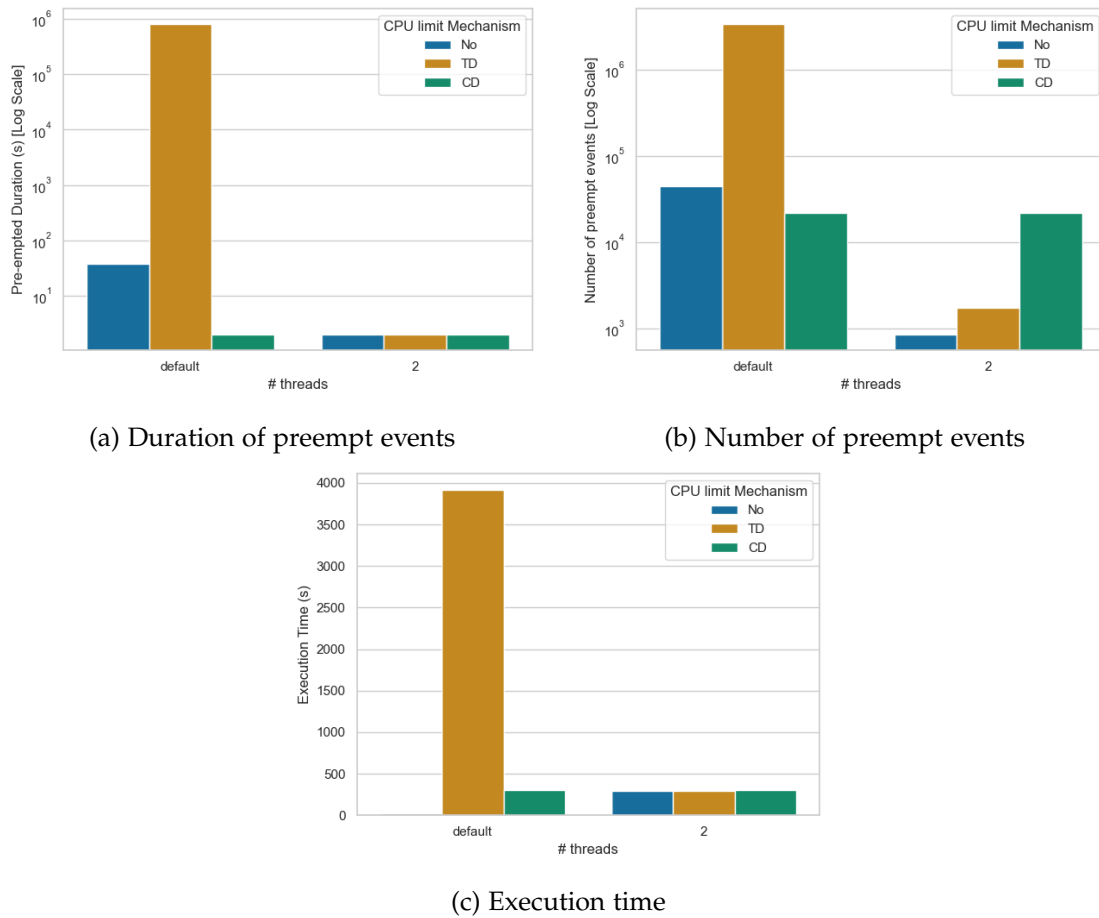 CPU limit Mechanism
No
TD
CD
Pre-empted Duration (s) [Log Scale]
10^6
10^5
10^4
10^3
10^2
10^1
default
2
# threads
(a) Duration of preempt events
CPU limit Mechanism
No
TD
CD
Number of preempt events [Log Scale]
10^6
10^5
10^4
10^3
default
2
# threads
(b) Number of preempt events
CPU limit Mechanism
No
TD
CD
Execution Time (s)
4000
3500
3000
2500
2000
1500
1000
500
0
default
2
# threads
(c) Execution time